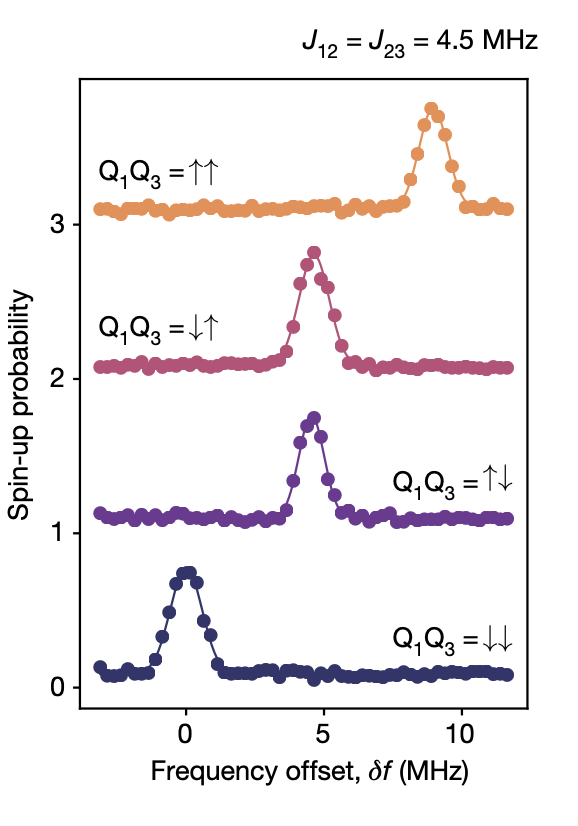 J₁₂ = J₂₃ = 4.5 MHz
Q₁Q₃ = ↑↑
3
Q₁Q₃ = ↓↑
2
Q₁Q₃ = ↑↓
1
Q₁Q₃ = ↓↓
0
Spin-up probability
0 5 10
Frequency offset, δf (MHz)